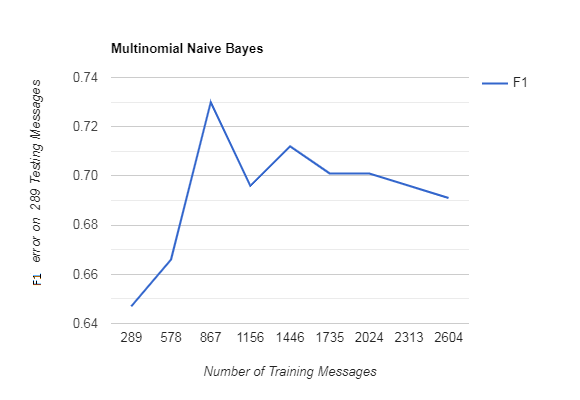 Multinomial Naive Bayes
F1
F1 error on 289 Testing Messages
0.74
0.72
0.70
0.68
0.66
0.64
289 578 867 1156 1446 1735 2024 2313 2604
Number of Training Messages